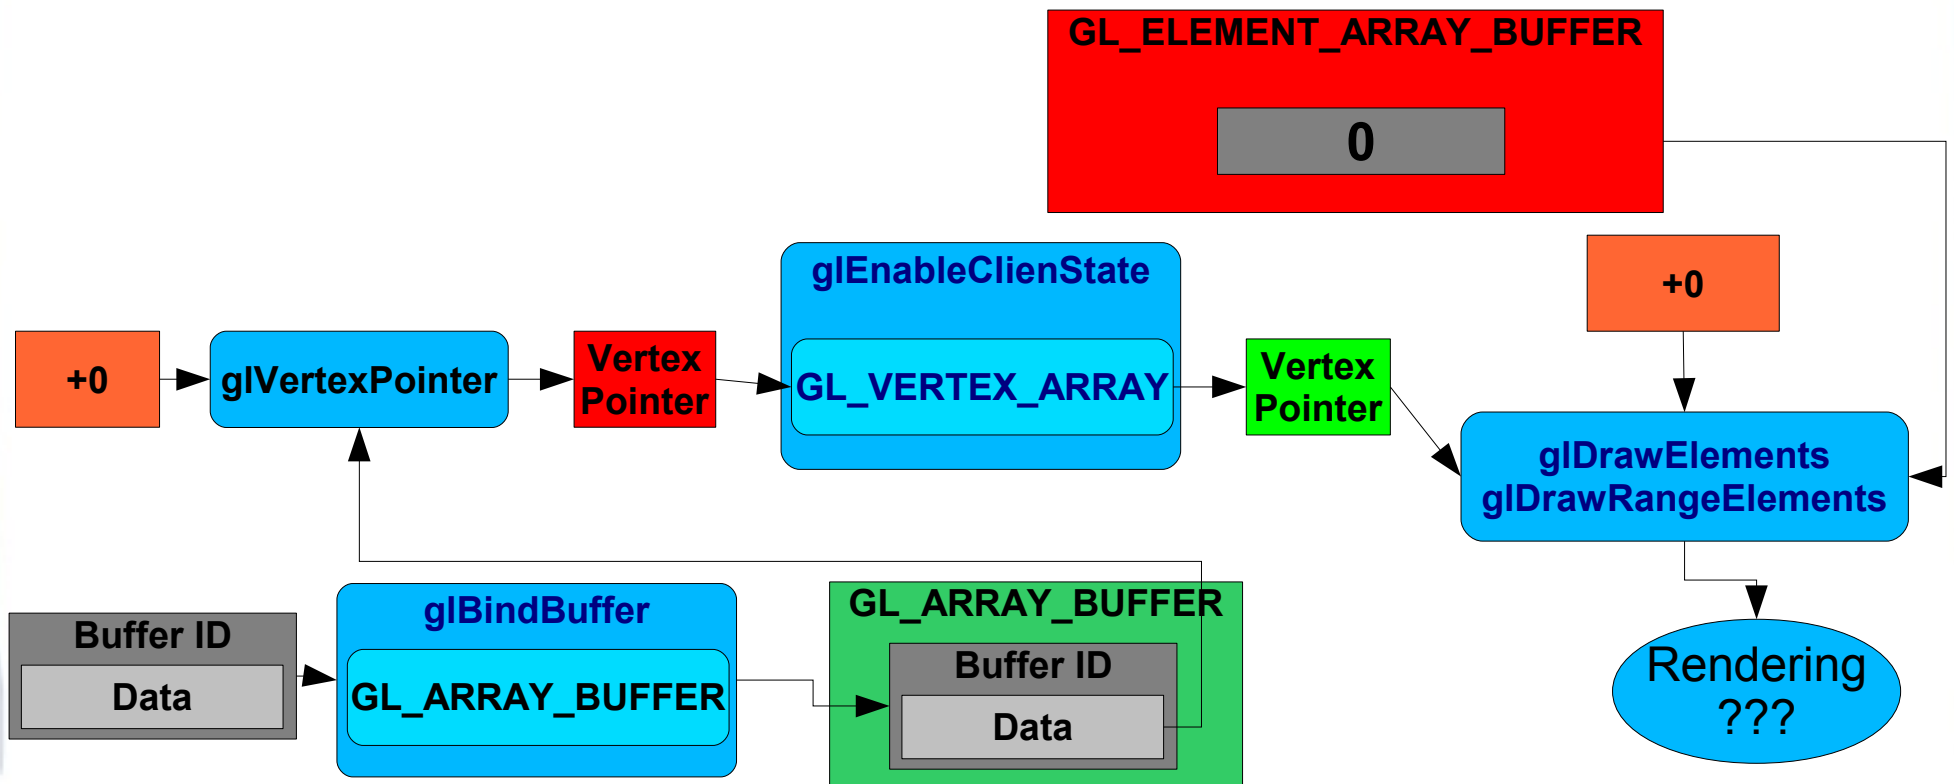 GL_ELEMENT_ARRAY_BUFFER
0
glEnableClienState
+0
+0
glVertexPointer
Vertex
Pointer
GL_VERTEX_ARRAY
Vertex
Pointer
glDrawElements
glDrawRangeElements
Buffer ID
Data
glBindBuffer
GL_ARRAY_BUFFER
GL_ARRAY_BUFFER
Buffer ID
Data
Rendering
???